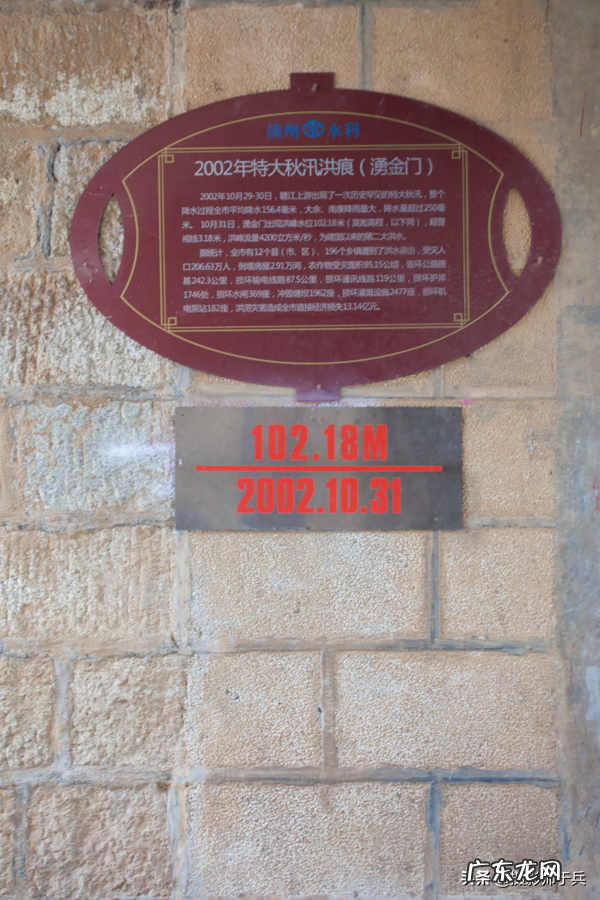 赣州 水利
2002年特大秋汛洪痕（湧金门）
2002年10月29-30日，赣江上游出现了一次历史罕见的特大秋汛，整个
降水过程全市平均降水156.4毫米，大余、南康降雨最大，降水量超过250毫
米。10月31日，湧金门出现洪峰水位102.18米（吴淞高程，以下同），超警
戒线3.18米，洪峰流量4200立方米/秒，为建国以来的第二大洪水。
据统计，全市有12个县（市、区）、196个乡镇遭到了洪水袭击，受灾人
口206.63万人，倒塌房屋2.91万间，农作物受灾面积85.15公顷，毁坏公路路
基242.3公里，损坏输电线路87.5公里，损坏通讯线路119公里，损坏护岸
1746处，损坏水闸369座，冲毁塘坝1962座、损坏灌溉设施2477座，损坏机
电泵站182座，洪涝灾害造成全市直接经济损失13.14亿元。
102.18M
2002.10.31
广东龙网
头条@摄影师于兵